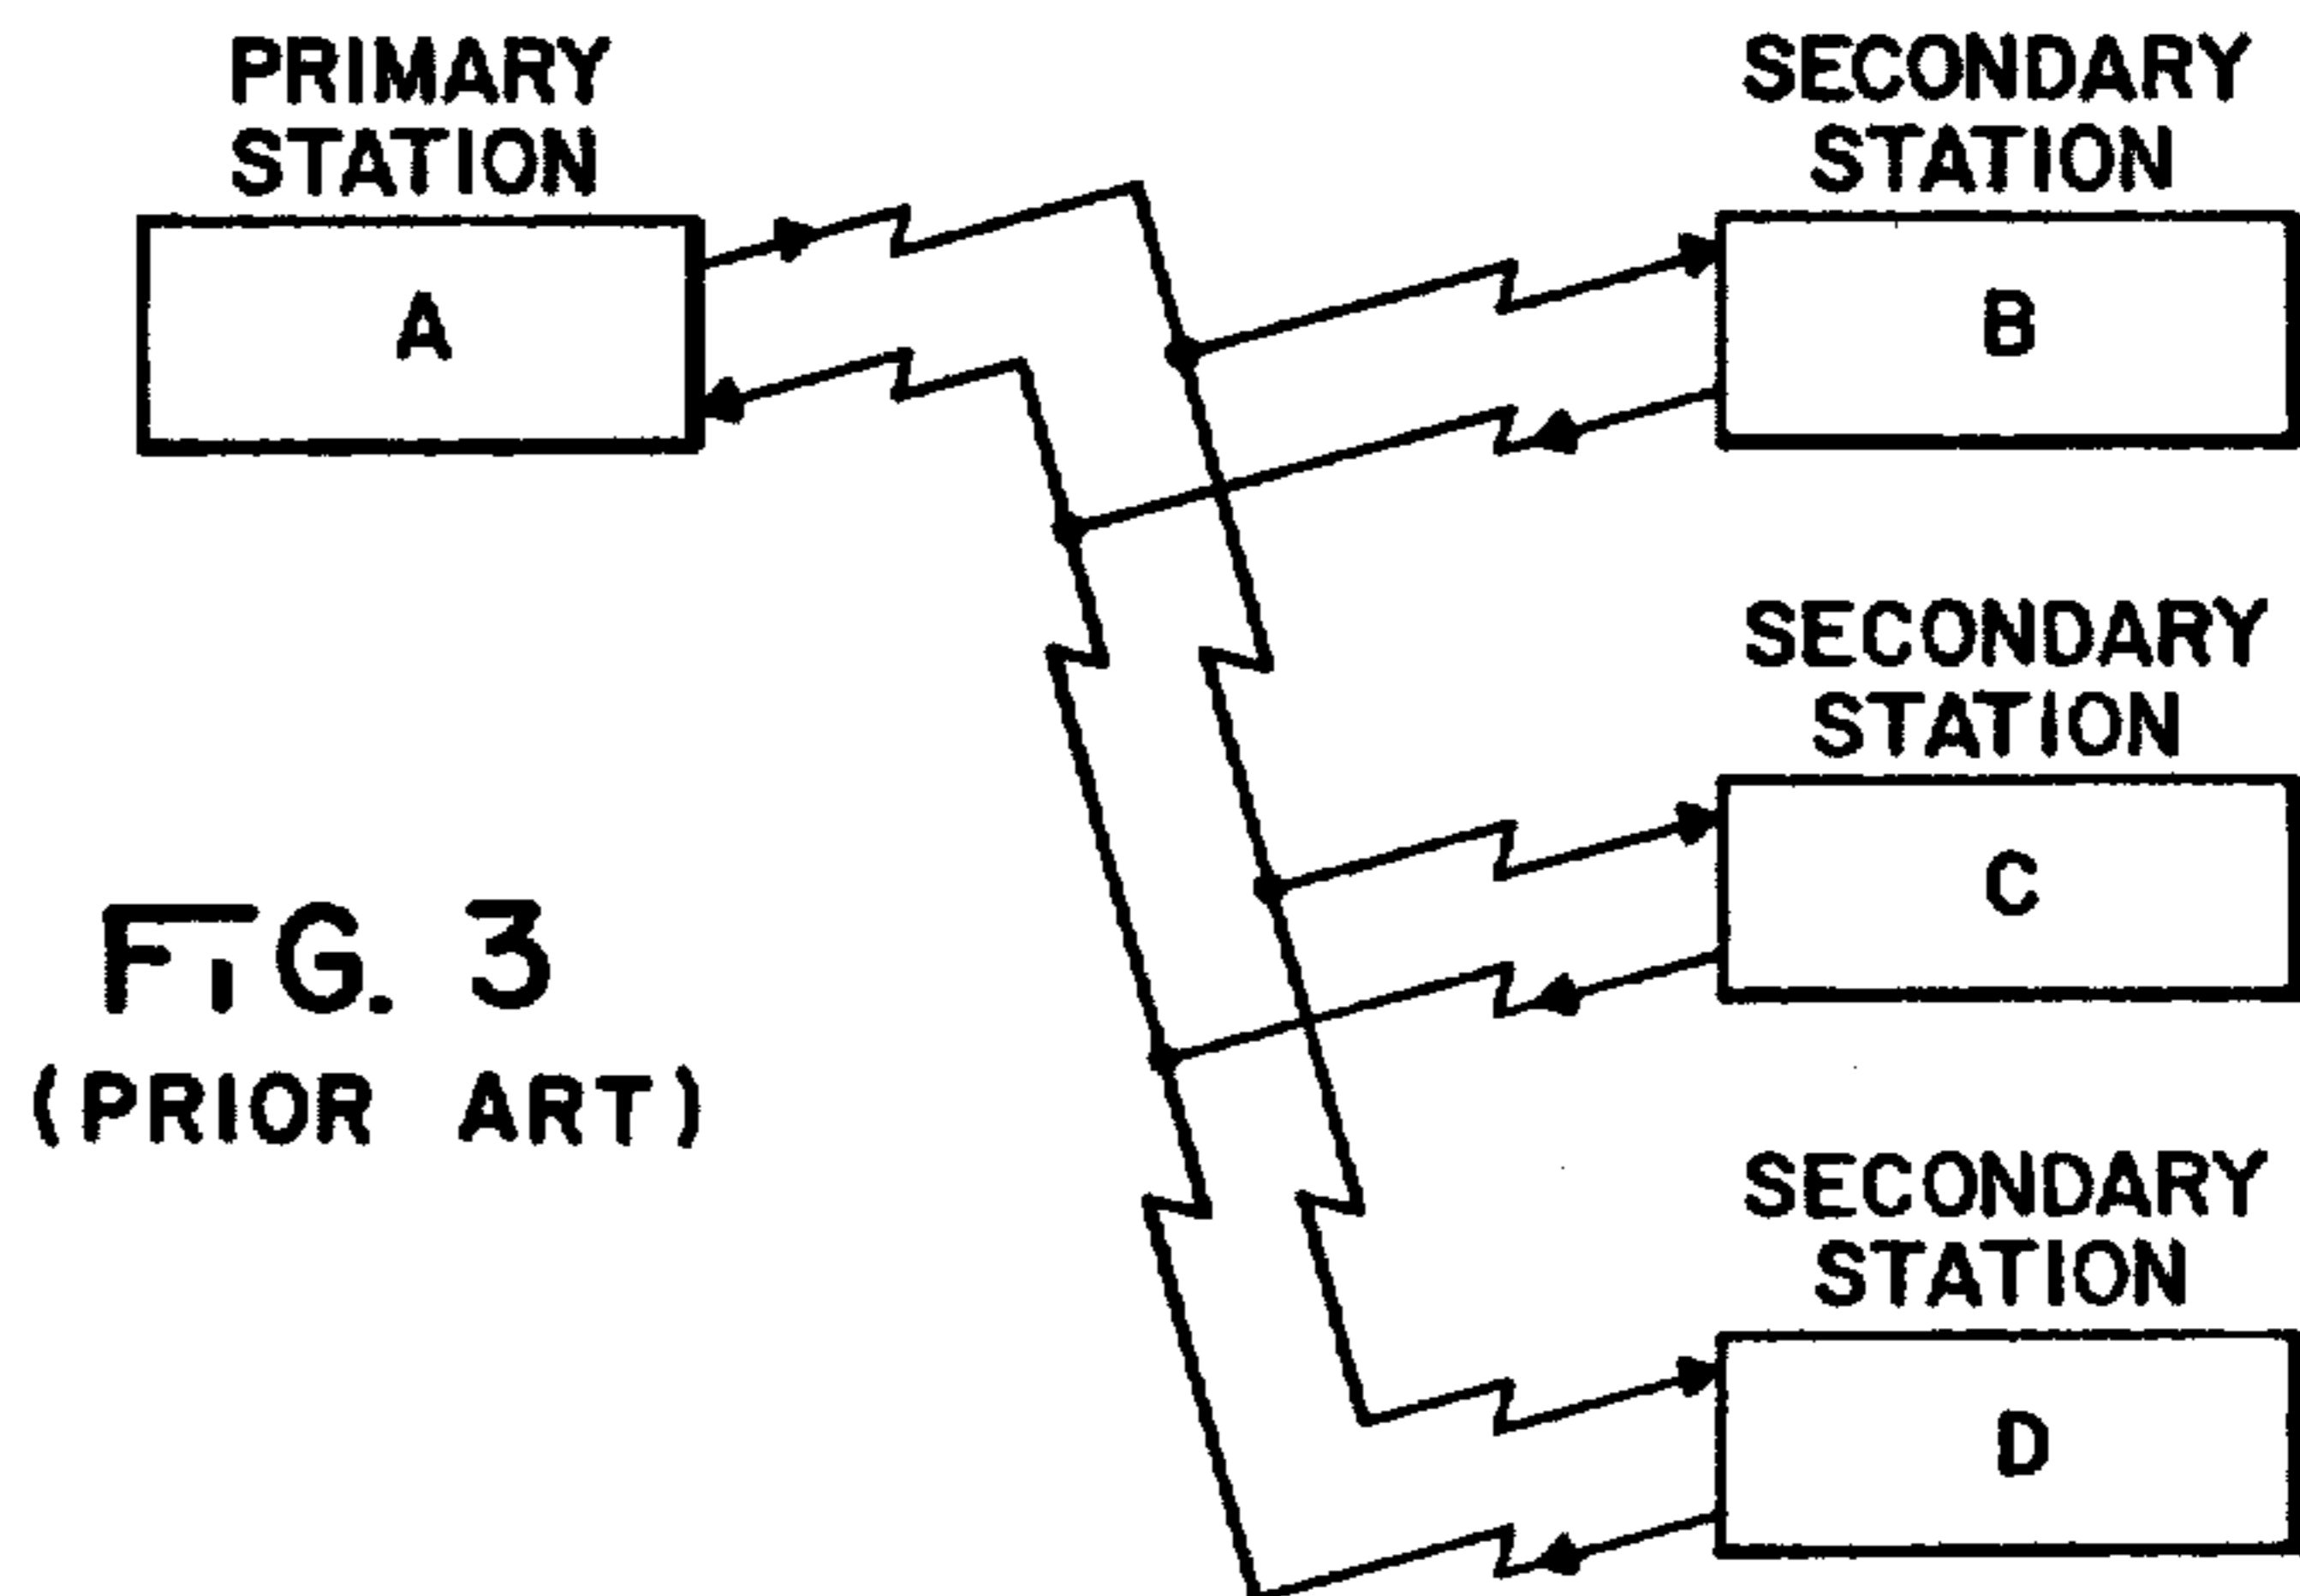 PRIMARY
STATION
A
SECONDARY
STATION
B
SECONDARY
STATION
C
SECONDARY
STATION
D
FIG. 3
(PRIOR ART)